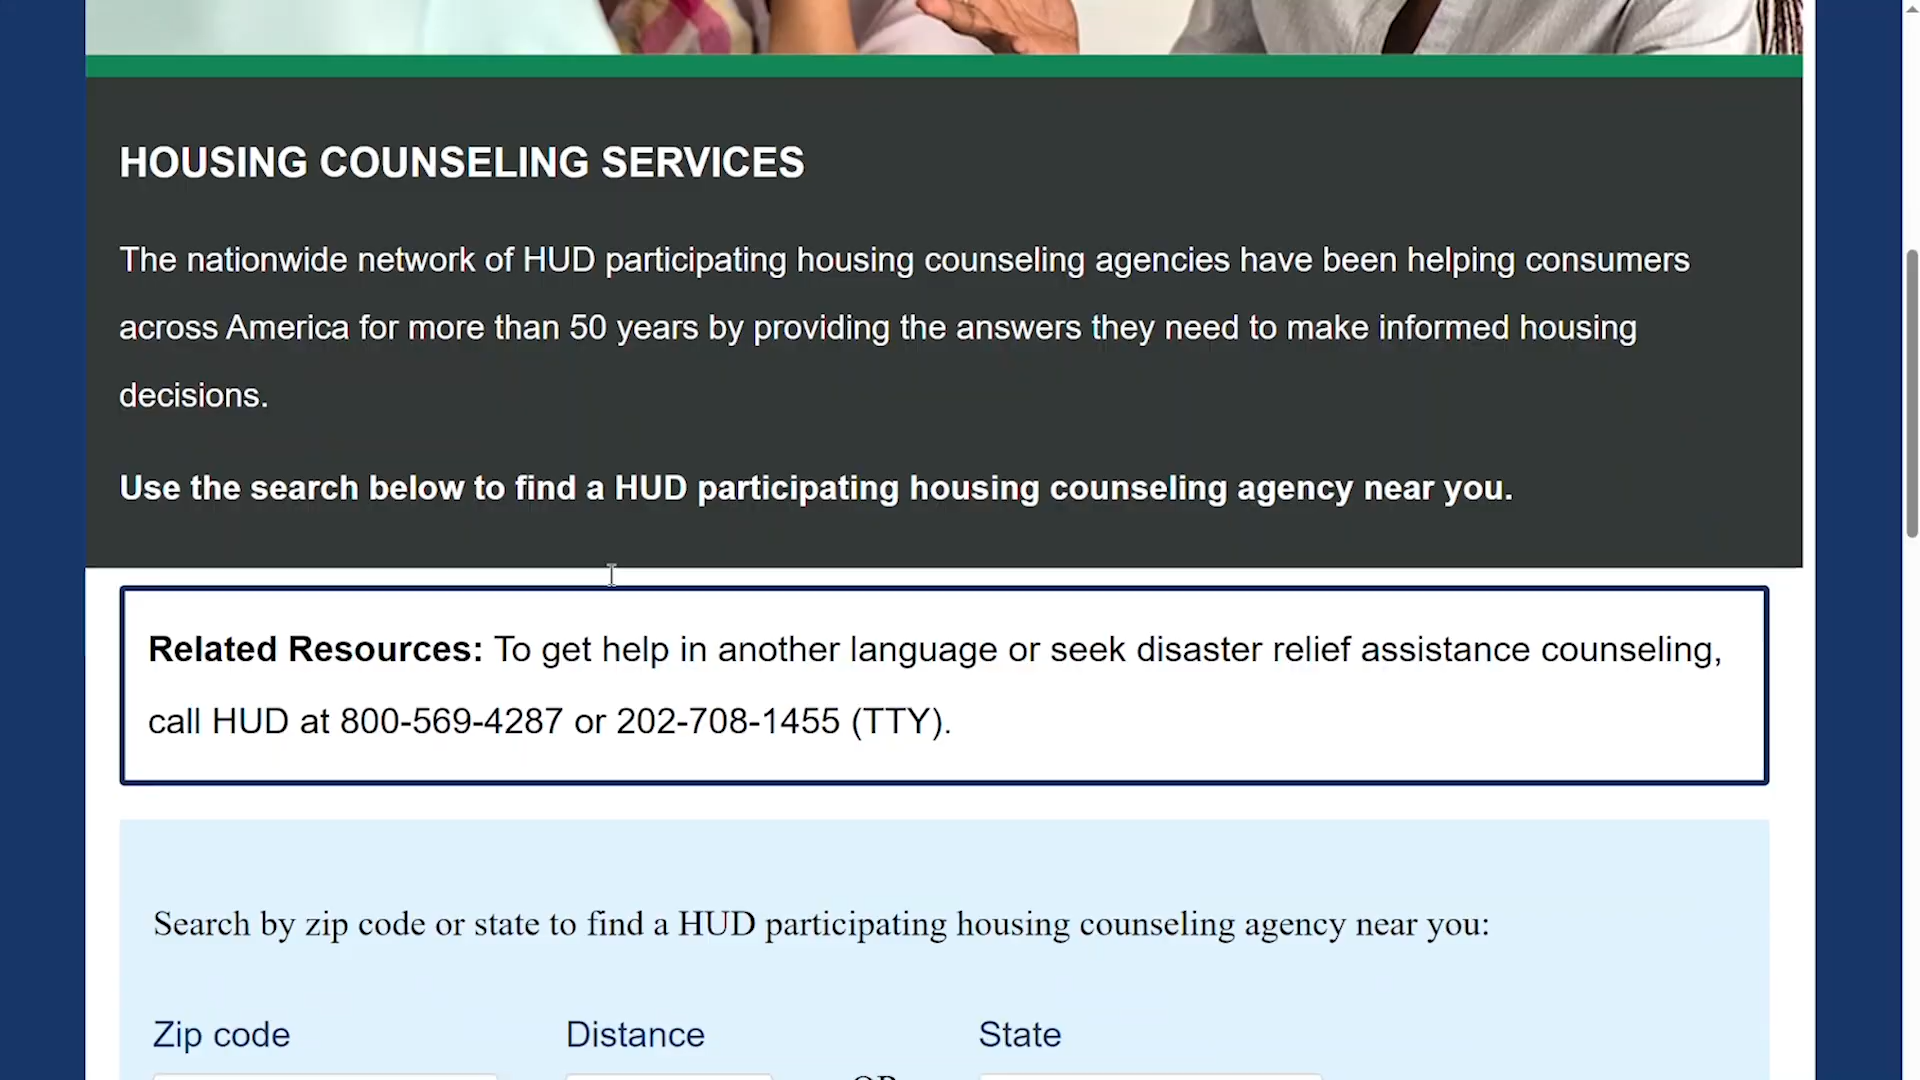 HOUSING COUNSELING SERVICES
The nationwide network of HUD participating housing counseling agencies have been helping consumers
across America for more than 50 years by providing the answers they need to make informed housing
decisions.
Use the search below to find a HUD participating housing counseling agency near you.
Related Resources: To get help in another language or seek disaster relief assistance counseling,
call HUD at 800-569-4287 or 202-708-1455 (TTY).
Search by zip code or state to find a HUD participating housing counseling agency near you:
Zip code Distance State
OR